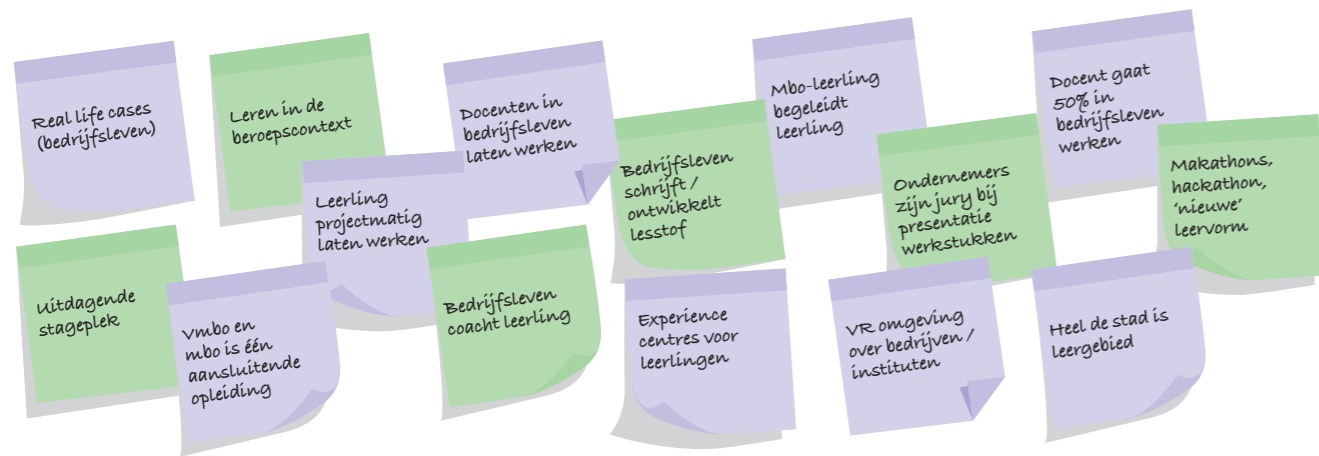 Real life cases
(bedrijfsleven)
Leren in de
beroepscontext
Docenten in
bedrijfsleven
laten werken
Mbo-leerling
begeleidt
leerling
Docent gaat
50% in
bedrijfsleven
werken
Leerling
projectmatig
laten werken
Bedrijfsleven
schrijft /
ontwikkelt
lesstof
Ondernemers
zijn jury bij
presentatie
werkstukken
Makathons,
hackathon,
‘nieuwe’
leervorm
Uitdagende
stageplek
Vmbo en
mbo is één
aansluitende
opleiding
Bedrijfsleven
coacht leerling
Experience
centres voor
leerlingen
VR omgeving
over bedrijven /
instituten
Heel de stad is
leergebied